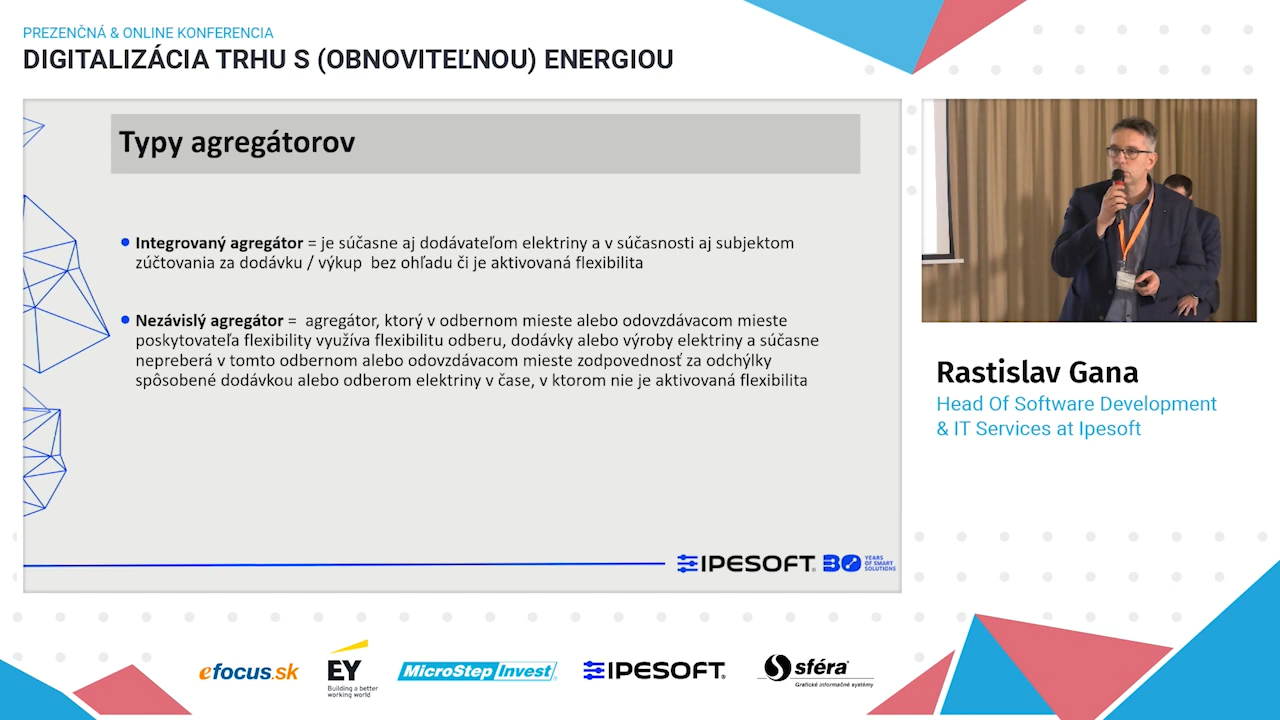 PREZENČNÁ & ONLINE KONFERENCIA
DIGITALIZÁCIA TRHU S (OBNOVITEĽNOU) ENERGIOU
Typy agregátorov
Integrovaný agregátor = je súčasne aj dodávateľom elektriny a v súčasnosti aj subjektom
zúčtovania za dodávku / výkup bez ohľadu či je aktivovaná flexibilita
Nezávislý agregátor = agregátor, ktorý v odbernom mieste alebo odovzdávacom mieste
poskytovateľa flexibility využíva flexibilitu odberu, dodávky alebo výroby elektriny a súčasne
nepreberá v tomto odbernom alebo odovzdávacom mieste zodpovednosť za odchýlky
spôsobené dodávkou alebo odberom elektriny v čase, v ktorom nie je aktivovaná flexibilita
IPESOFT® 30 YEARS
OF SMART
SOLUTIONS
Rastislav Gana
Head Of Software Development
& IT Services at Ipesoft
efocus.sk
EY
Building a better
working world
MicroStep Invest
IPESOFT®
sféra®
Grafické informačné systémy